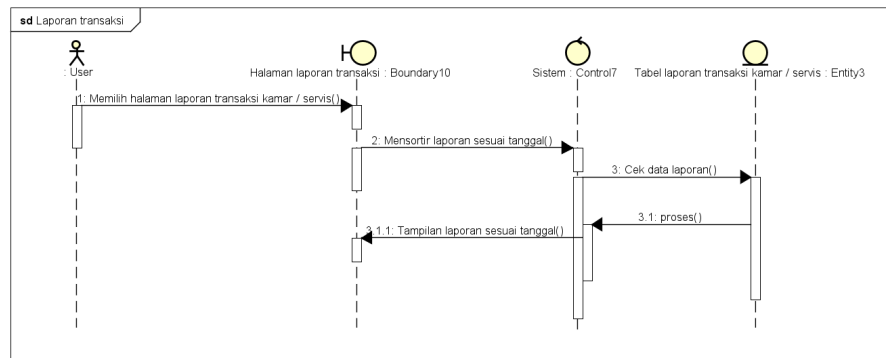 sd Laporan transaksi
: User
Halaman laporan transaksi : Boundary10
Sistem : Control7
Tabel laporan transaksi kamar / servis : Entity3
1: Memilih halaman laporan transaksi kamar / servis()
2: Mensortir laporan sesuai tanggal()
3: Cek data laporan()
3.1: proses()
3.1.1: Tampilan laporan sesuai tanggal()